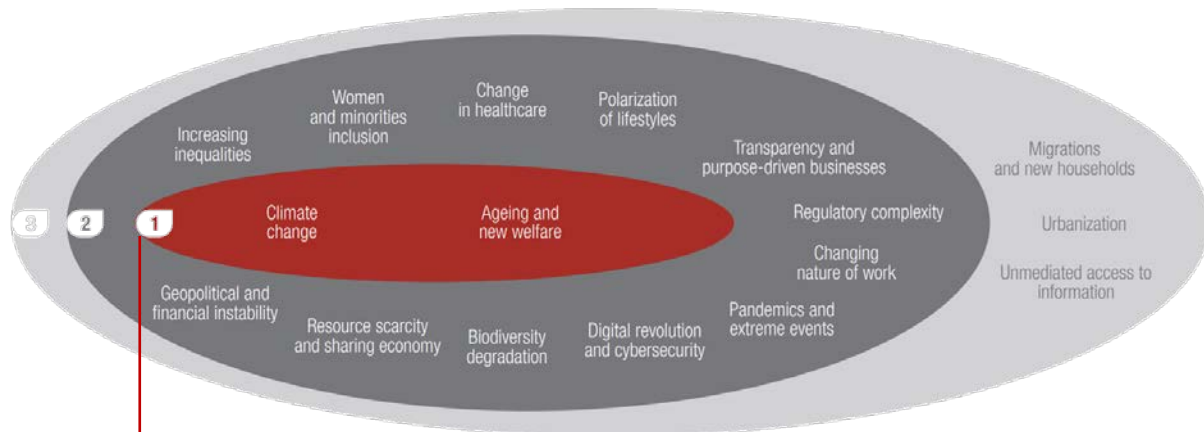 Women
and minorities
inclusion
Change
in healthcare
Polarization
of lifestyles
Increasing
inequalities
Transparency and
purpose-driven businesses
Migrations
and new households
3
2
1
Climate
change
Ageing and
new welfare
Regulatory complexity
Urbanization
Changing
nature of work
Unmediated access to
information
Geopolitical and
financial instability
Resource scarcity
and sharing economy
Biodiversity
degradation
Digital revolution
and cybersecurity
Pandemics and
extreme events